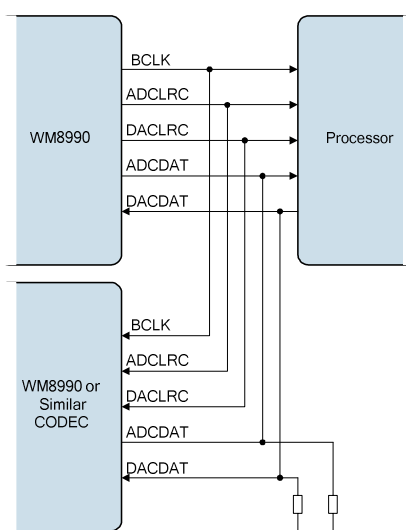 BCLK
ADCLRC
WM8990
DACLRC
Processor
ADCDAT
DACDAT
BCLK
ADCLRC
WM8990 or
Similar
CODEC
DACLRC
ADCDAT
DACDAT